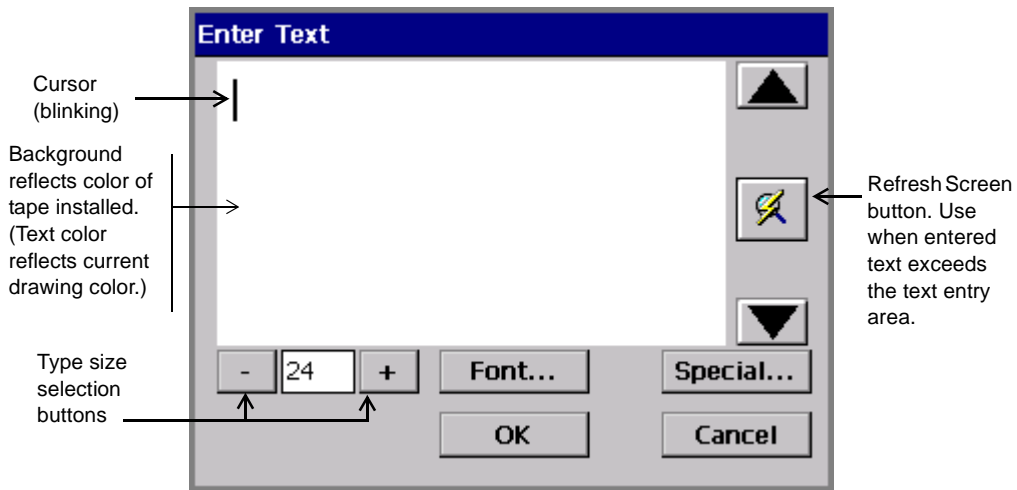 Enter Text
Cursor
(blinking)
Background
reflects color of
tape installed.
(Text color
reflects current
drawing color.)
Refresh Screen
button. Use
when entered
text exceeds
the text entry
area.
Type size
selection
buttons
- 24 + Font... Special...
OK Cancel